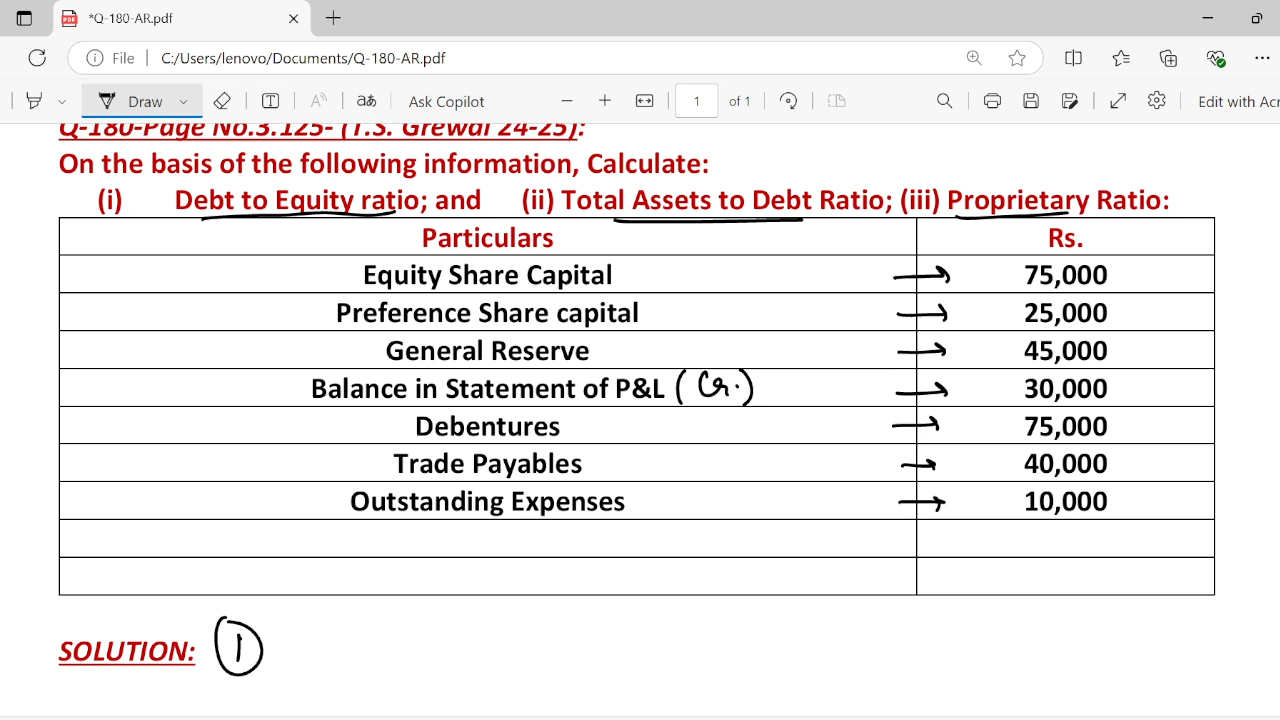 *Q-180-AR.pdf
File C:/Users/lenovo/Documents/Q-180-AR.pdf
Draw Ask Copilot 1 of 1 Edit with Acr
Q-180-Page No.3.125- (T.S. Grewal 24-25):
On the basis of the following information, Calculate:
(i) Debt to Equity ratio; and (ii) Total Assets to Debt Ratio; (iii) Proprietary Ratio:
Particulars Rs.
Equity Share Capital 75,000
Preference Share capital 25,000
General Reserve 45,000
Balance in Statement of P&L (Cr.) 30,000
Debentures 75,000
Trade Payables 40,000
Outstanding Expenses 10,000
SOLUTION: 1